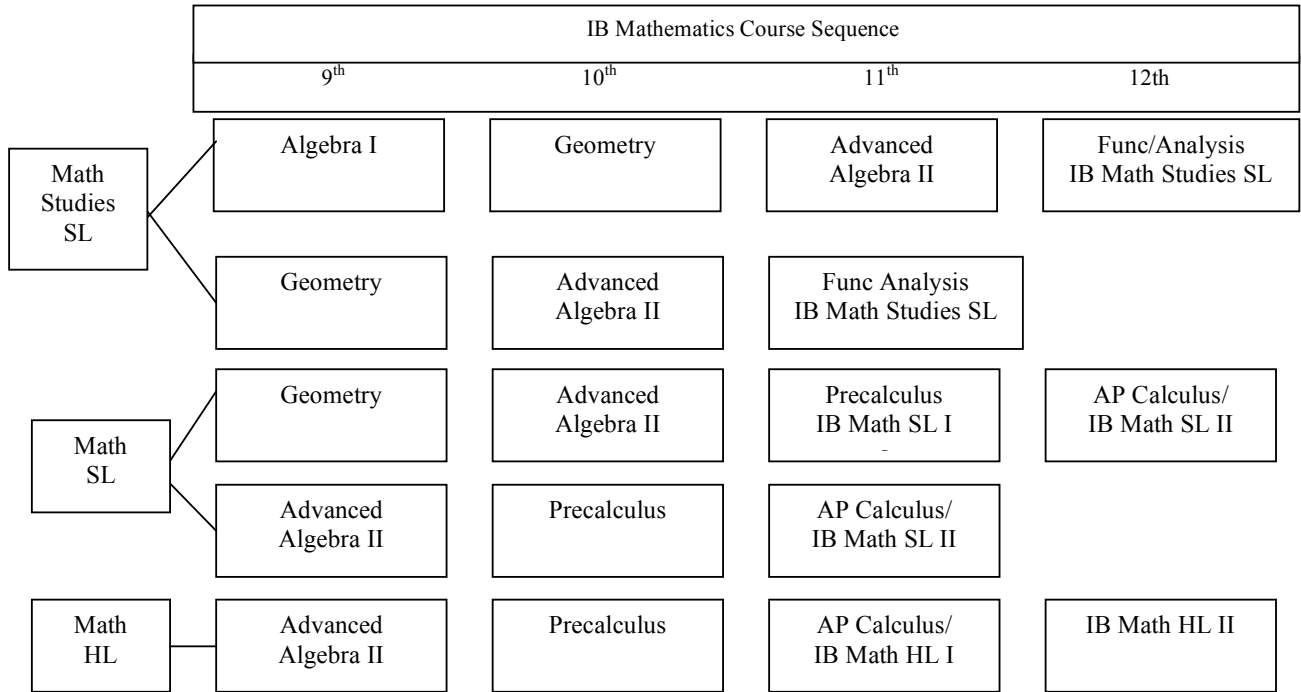 IB Mathematics Course Sequence
9th 10th 11th 12th
Math
Studies
SL
Algebra I
Geometry
Advanced
Algebra II
Func/Analysis
IB Math Studies SL
Geometry
Advanced
Algebra II
Func Analysis
IB Math Studies SL
Math
SL
Geometry
Advanced
Algebra II
Precalculus
IB Math SL I
AP Calculus/
IB Math SL II
Advanced
Algebra II
Precalculus
AP Calculus/
IB Math SL II
Math
HL
Advanced
Algebra II
Precalculus
AP Calculus/
IB Math HL I
IB Math HL II